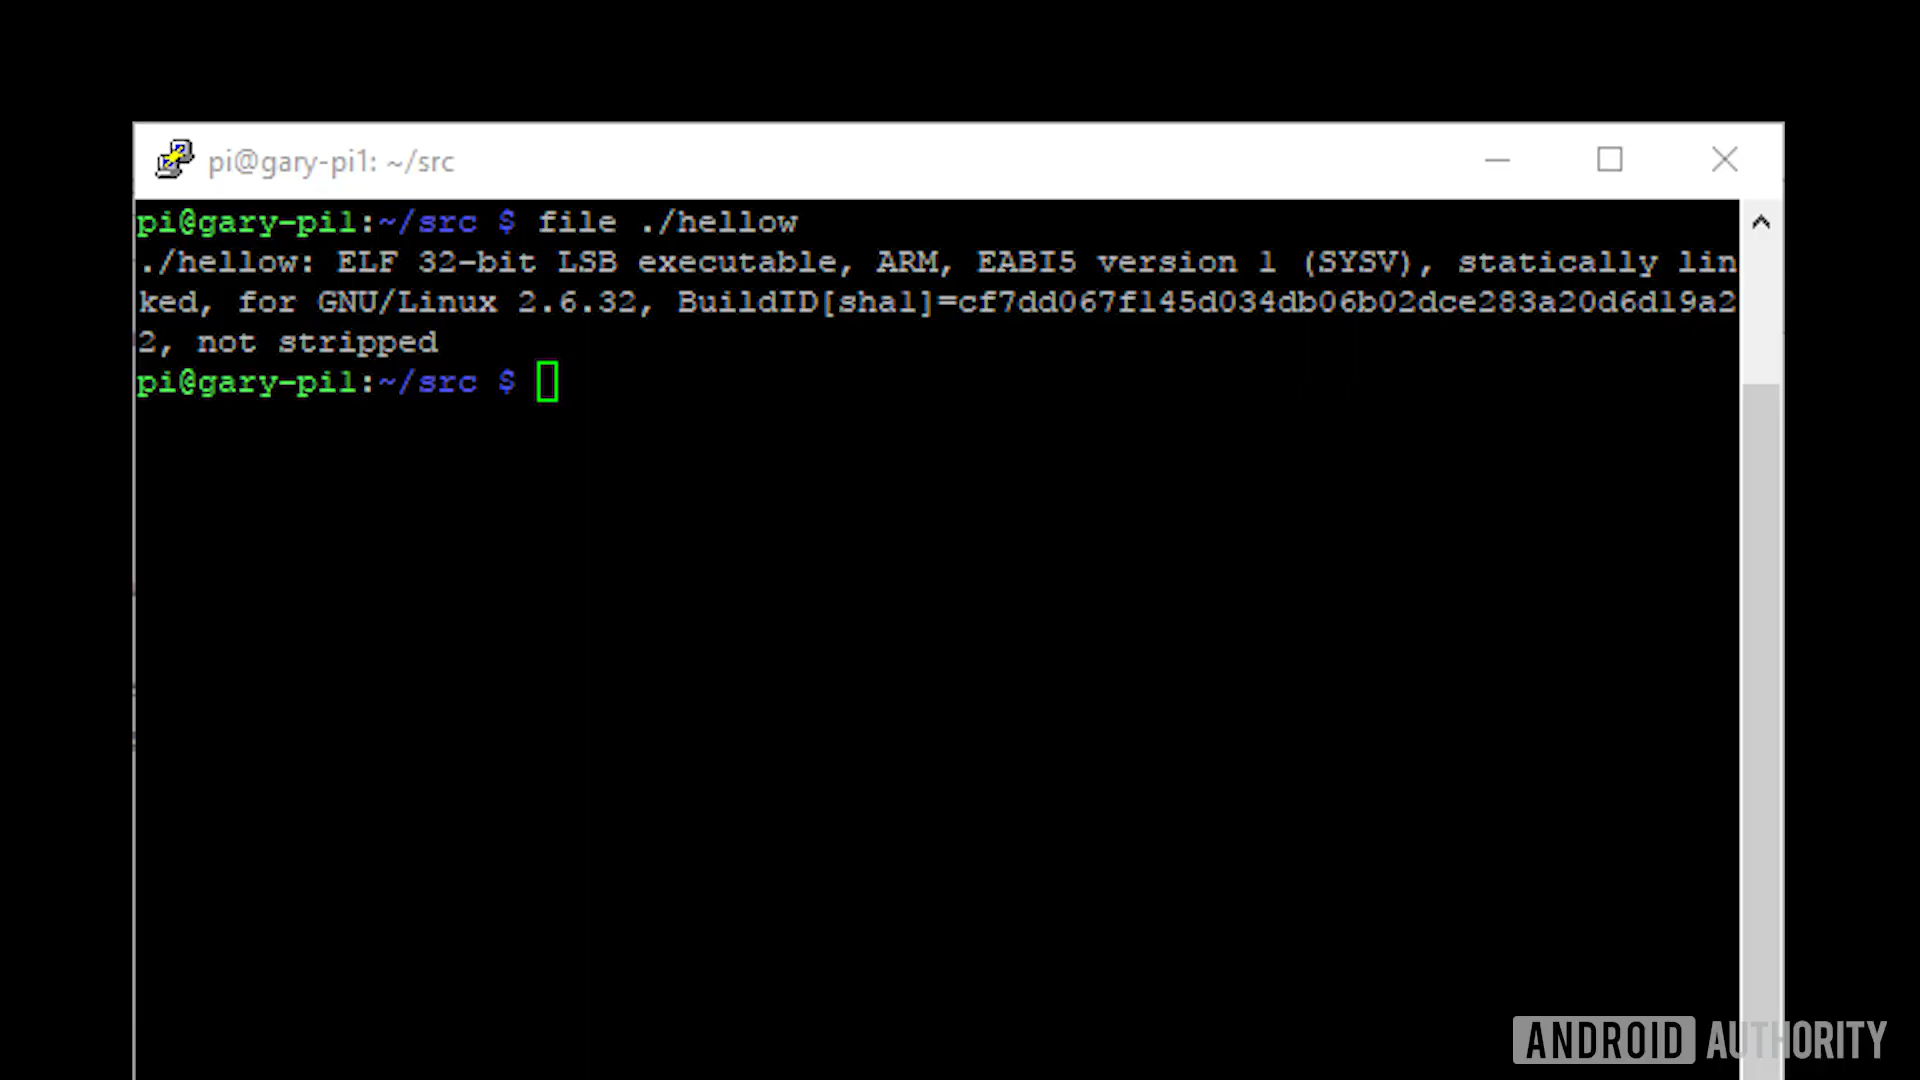 pi@gary-pi1: ~/src
pi@gary-pi1:~/src $ file ./hellow
./hellow: ELF 32-bit LSB executable, ARM, EABI5 version 1 (SYSV), statically lin
ked, for GNU/Linux 2.6.32, BuildID[sha1]=cf7dd067f145d034db06b02dce283a20d6d19a2
2, not stripped
pi@gary-pi1:~/src $
ANDROID AUTHORITY